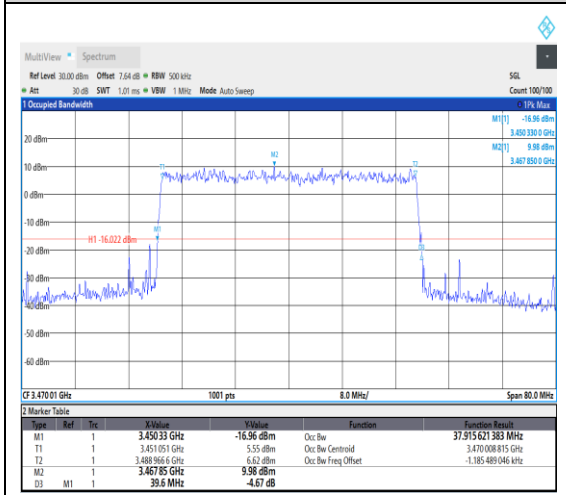 MultiView Spectrum
Ref Level 30.00 dBm Offset 7.64 dB RBW 500 kHz SGL
Att 30 dB SWT 1.01 ms VBW 1 MHz Mode Auto Sweep Count 100/100
1 Occupied Bandwidth 1Pk Max
M1[1] -16.96 dBm
3.450 330 0 GHz
M2[1] 9.98 dBm
3.467 850 0 GHz
20 dBm
M2
T1 T2
10 dBm
0 dBm
-10 dBm
M1
H1 -16.022 dBm
-20 dBm
D3
-30 dBm
-40 dBm
-50 dBm
-60 dBm
CF 3.470 01 GHz 1001 pts 8.0 MHz/ Span 80.0 MHz
2 Marker Table
Type Ref Trc X-Value Y-Value Function Function Result
M1 1 3.450 33 GHz -16.96 dBm Occ Bw 37.915 621 383 MHz
T1 1 3.451 051 GHz 5.55 dBm Occ Bw Centroid 3.470 008 815 GHz
T2 1 3.488 966 6 GHz 6.62 dBm Occ Bw Freq Offset -1.185 489 046 kHz
M2 1 3.467 85 GHz 9.98 dBm
D3 M1 1 39.6 MHz -4.67 dB